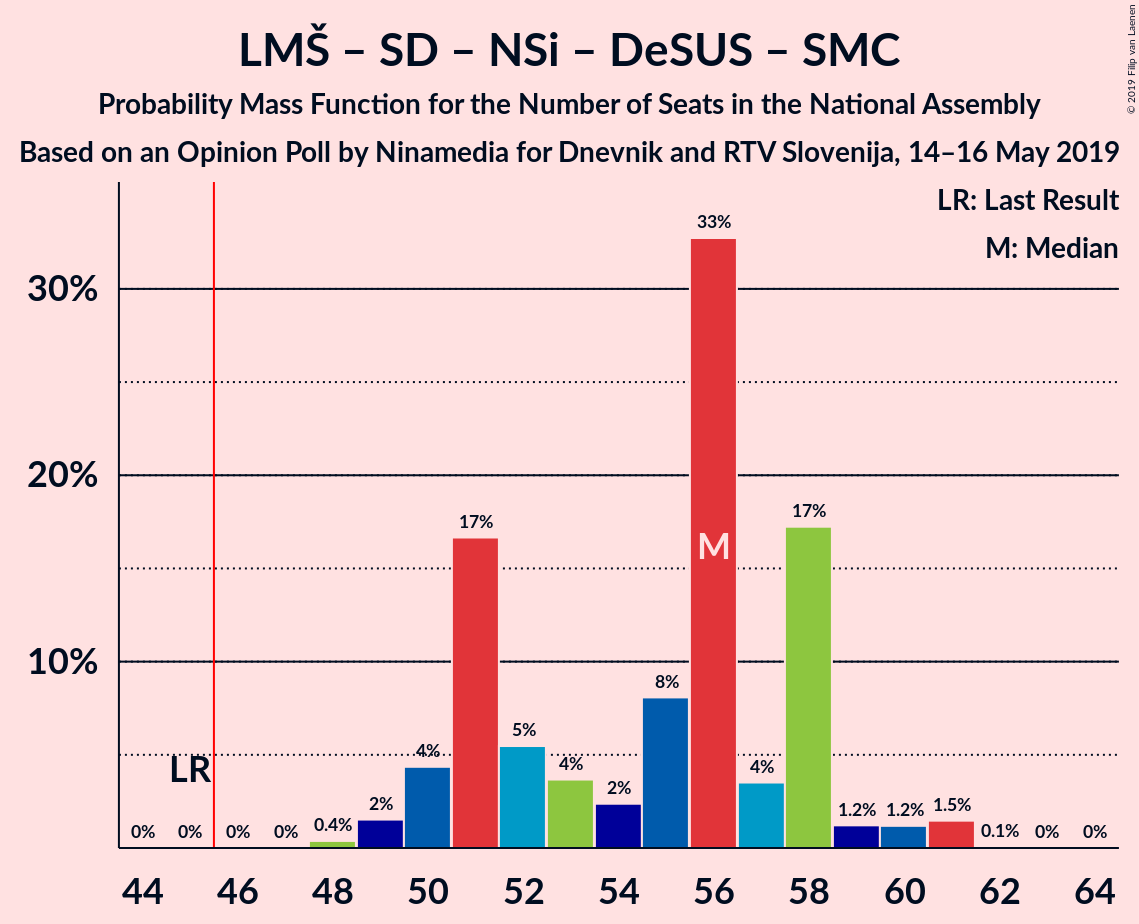 LMŠ – SD – NSi – DeSUS – SMC
Probability Mass Function for the Number of Seats in the National Assembly
Based on an Opinion Poll by Ninamedia for Dnevnik and RTV Slovenija, 14–16 May 2019
© 2019 Filip van Laenen
LR: Last Result
M: Median
30%
20%
10%
LR
M
0% 0% 0% 0% 0.4% 2% 4% 17% 5% 4% 2% 8% 33% 4% 17% 1.2% 1.2% 1.5% 0.1% 0% 0%
44 46 48 50 52 54 56 58 60 62 64